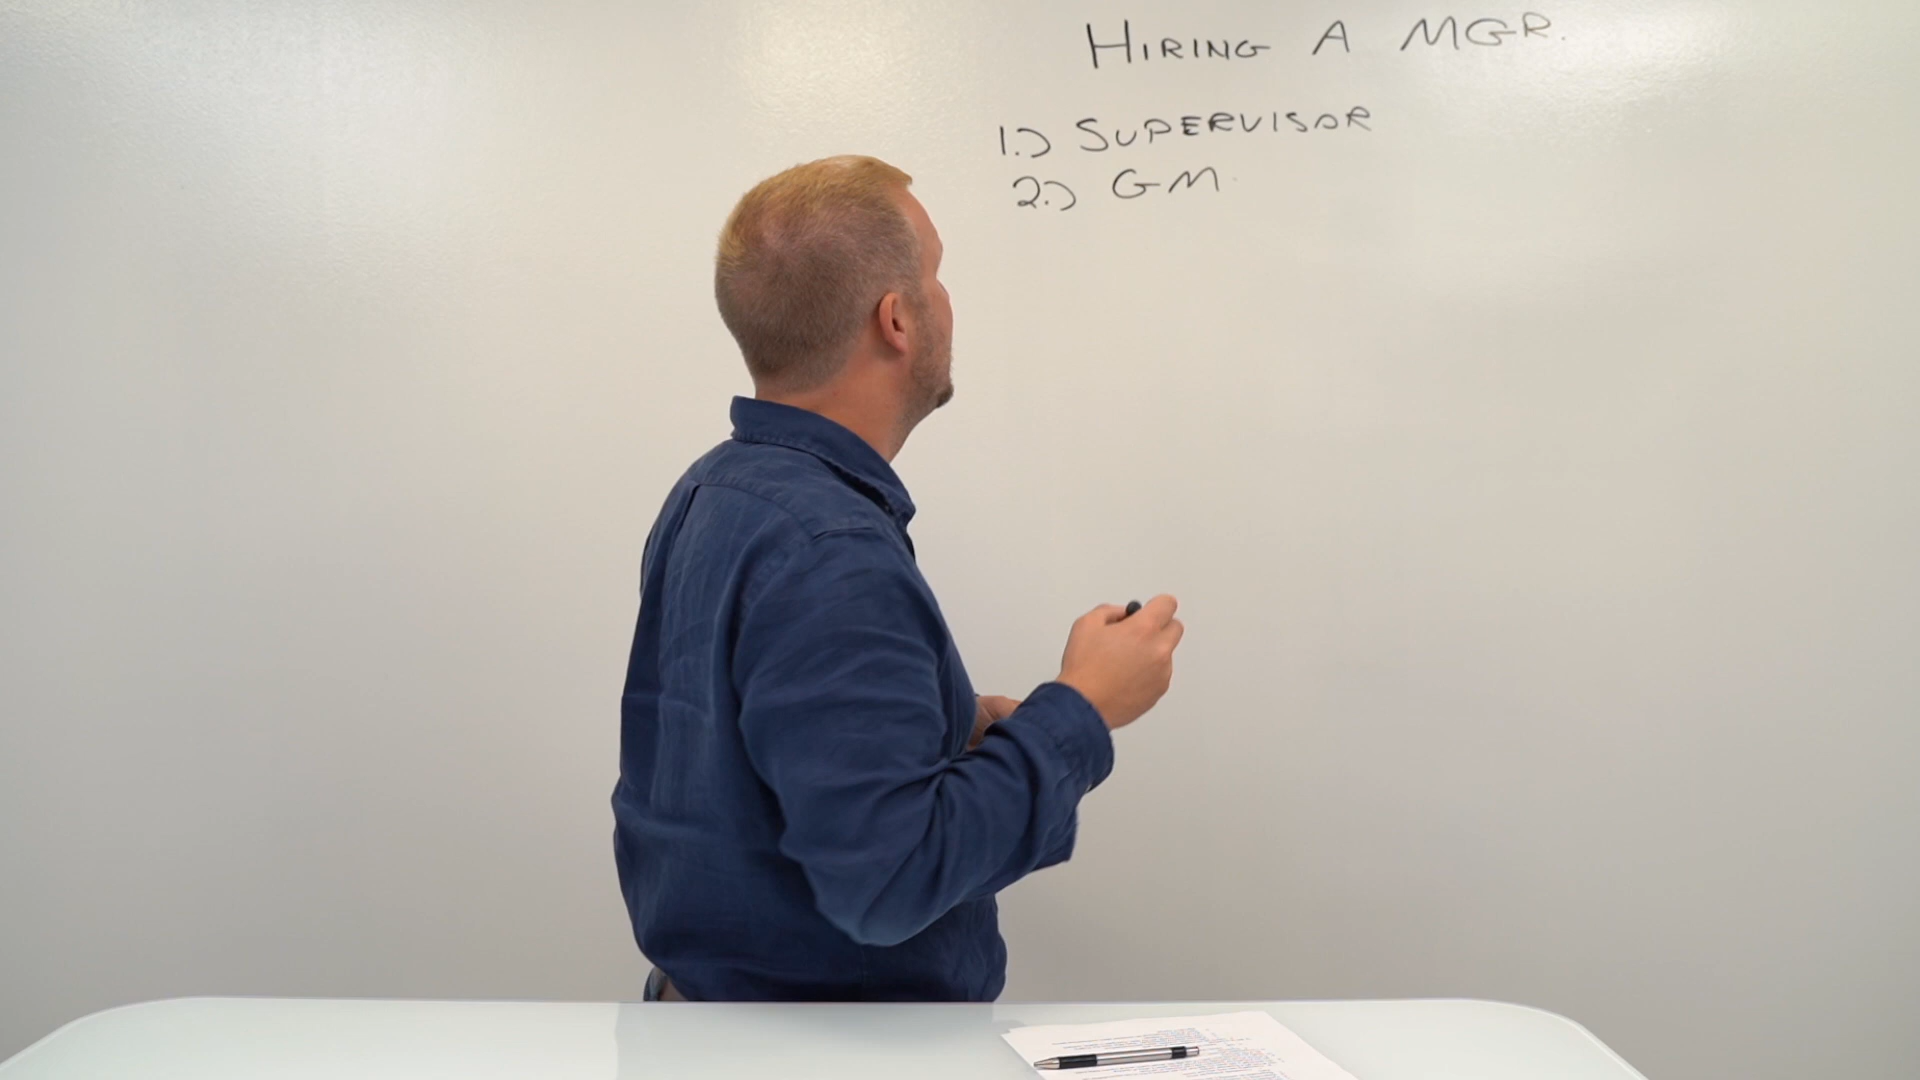 HIRING A MGR.
1.) SUPERVISOR
2.) GM